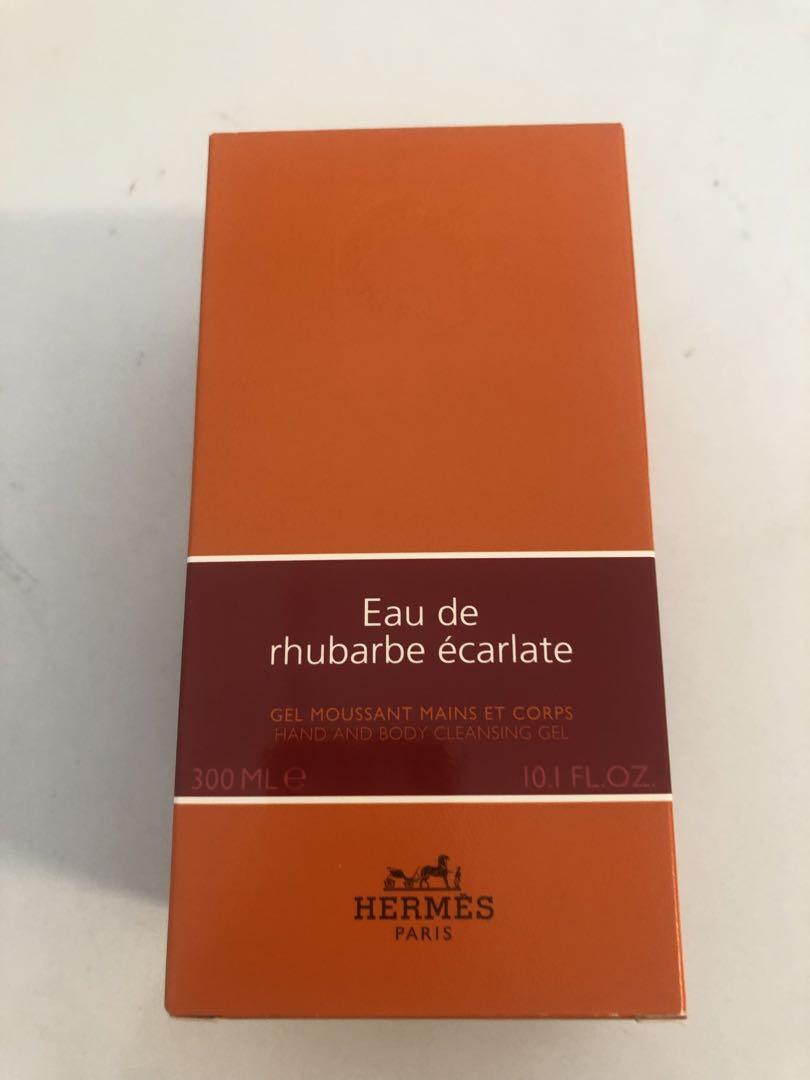 Eau de
rhubarbe écarlate
GEL MOUSSANT MAINS ET CORPS
HAND AND BODY CLEANSING GEL
300 ML ℮ 10.1 FL.OZ.
HERMÈS
PARIS